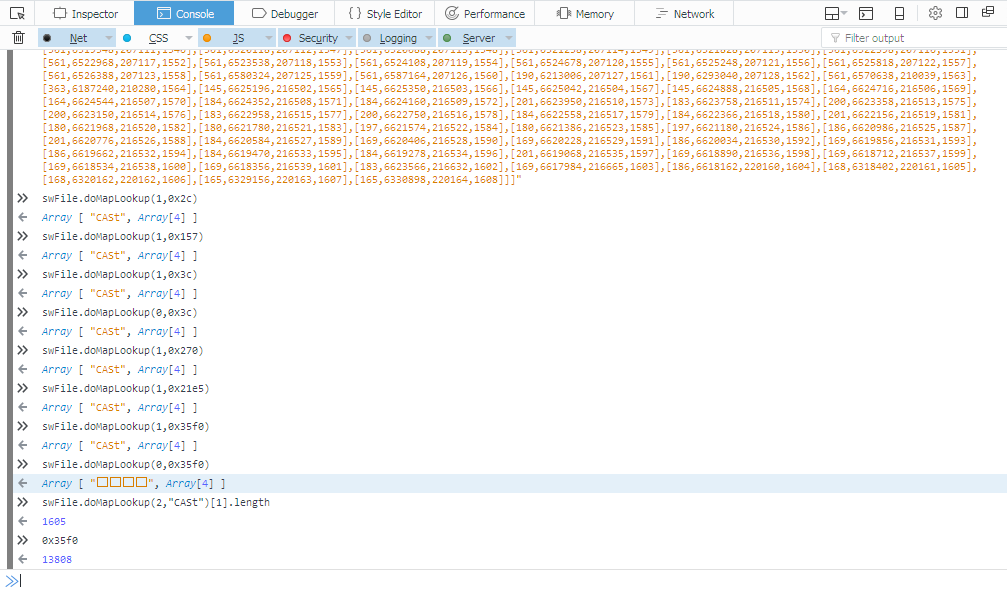 Inspector Console Debugger Style Editor Performance Memory Network
Net CSS JS Security Logging Server Filter output
[561,6522968,207117,1552],[561,6523538,207118,1553],[561,6524108,207119,1554],[561,6524678,207120,1555],[561,6525248,207121,1556],[561,6525818,207122,1557],
[561,6526388,207123,1558],[561,6580324,207125,1559],[561,6587164,207126,1560],[190,6213006,207127,1561],[190,6293040,207128,1562],[561,6570638,210039,1563],
[363,6187240,210280,1564],[145,6625196,216502,1565],[145,6625350,216503,1566],[145,6625042,216504,1567],[145,6624888,216505,1568],[164,6624716,216506,1569],
[164,6624544,216507,1570],[184,6624352,216508,1571],[184,6624160,216509,1572],[201,6623950,216510,1573],[183,6623758,216511,1574],[200,6623358,216513,1575],
[200,6623150,216514,1576],[183,6622958,216515,1577],[200,6622750,216516,1578],[184,6622558,216517,1579],[184,6622366,216518,1580],[201,6622156,216519,1581],
[180,6621968,216520,1582],[180,6621780,216521,1583],[197,6621574,216522,1584],[180,6621386,216523,1585],[197,6621180,216524,1586],[186,6620986,216525,1587],
[201,6620776,216526,1588],[184,6620584,216527,1589],[169,6620406,216528,1590],[169,6620228,216529,1591],[186,6620034,216530,1592],[169,6619856,216531,1593],
[186,6619662,216532,1594],[184,6619470,216533,1595],[184,6619278,216534,1596],[201,6619068,216535,1597],[169,6618890,216536,1598],[169,6618712,216537,1599],
[169,6618534,216538,1600],[169,6618356,216539,1601],[183,6623566,216632,1602],[169,6617984,216665,1603],[186,6618162,220160,1604],[168,6318402,220161,1605],
[168,6320162,220162,1606],[165,6329156,220163,1607],[165,6330898,220164,1608]]]"
swFile.doMapLookup(1,0x2c)
Array [ "CASt", Array[4] ]
swFile.doMapLookup(1,0x157)
Array [ "CASt", Array[4] ]
swFile.doMapLookup(1,0x3c)
Array [ "CASt", Array[4] ]
swFile.doMapLookup(0,0x3c)
Array [ "CASt", Array[4] ]
swFile.doMapLookup(1,0x270)
Array [ "CASt", Array[4] ]
swFile.doMapLookup(1,0x21e5)
Array [ "CASt", Array[4] ]
swFile.doMapLookup(1,0x35f0)
Array [ "CASt", Array[4] ]
swFile.doMapLookup(0,0x35f0)
Array [ "□□□□", Array[4] ]
swFile.doMapLookup(2,"CASt")[1].length
1605
0x35f0
13808